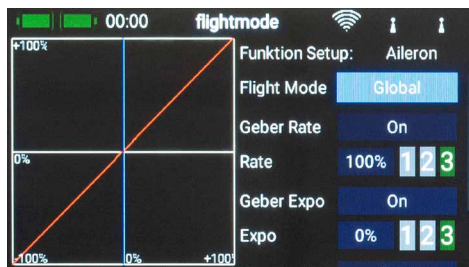 00:00 flightmode
+100%
Funktion Setup: Aileron
Flight Mode Global
Geber Rate On
0%
Rate 100% 1 2 3
Geber Expo On
Expo 0% 1 2 3
-100% 0% +100%